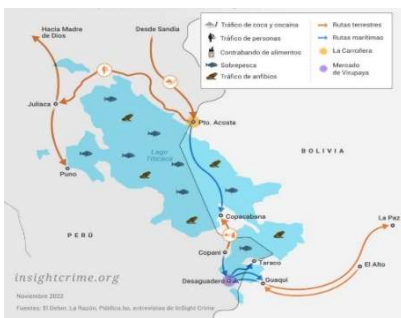 Hacia Madre
de Dios
Desde Sandia
Tráfico de coca y cocaína
Tráfico de personas
Contrabando de alimentos
Sobrepesca
Tráfico de anfibios
Rutas terrestres
Rutas marítimas
La Carrollera
Mercado
de Virupaya
Juliaca
Pto. Acosta
Puno
Lago
Titicaca
BOLIVIA
Copacabana
PERÚ
La Paz
Copani
Taraco
El Alto
Desaguadero
Guaqui
insightcrime.org
Noviembre 2022
Fuentes: El Deber, La Razón, Pública.bo, entrevistas de InSight Crime